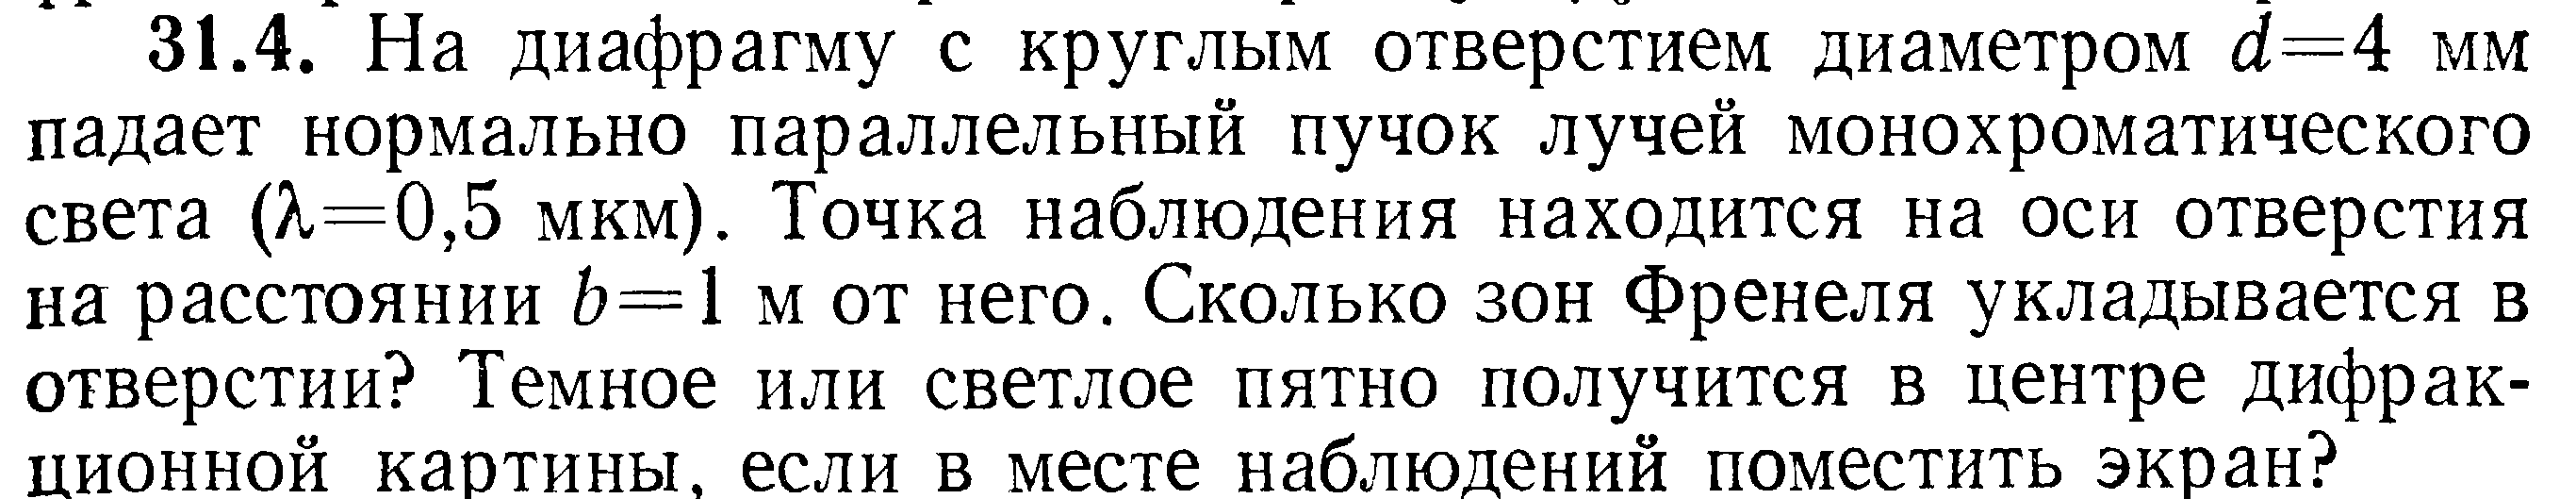 31.4. На диафрагму с круглым отверстием диаметром d=4 мм
падает нормально параллельный пучок лучей монохроматического
света (λ=0,5 мкм). Точка наблюдения находится на оси отверстия
на расстоянии b=1 м от него. Сколько зон Френеля укладывается в
отверстии? Темное или светлое пятно получится в центре дифрак-
ционной картины, если в месте наблюдений поместить экран?